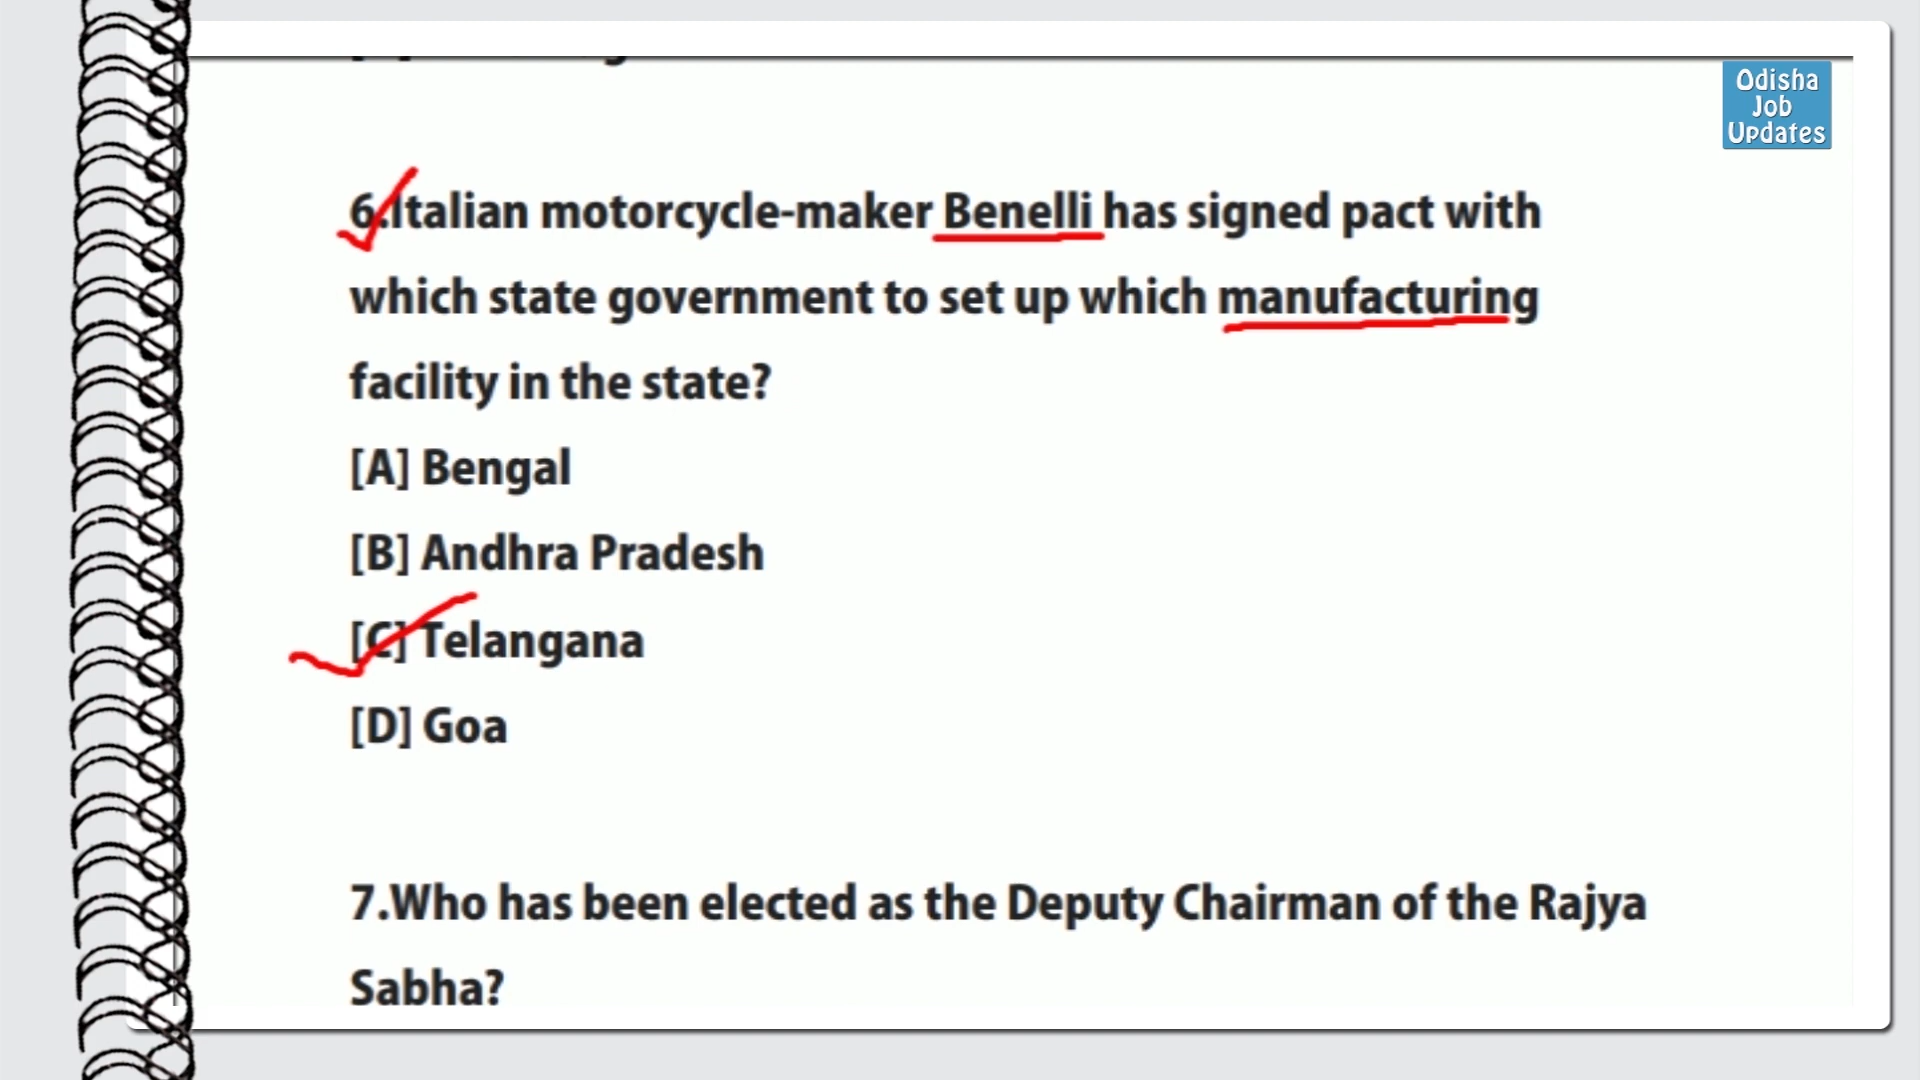 Odisha
Job
Updates
6.Italian motorcycle-maker Benelli has signed pact with
which state government to set up which manufacturing
facility in the state?
[A] Bengal
[B] Andhra Pradesh
[C] Telangana
[D] Goa
7.Who has been elected as the Deputy Chairman of the Rajya
Sabha?